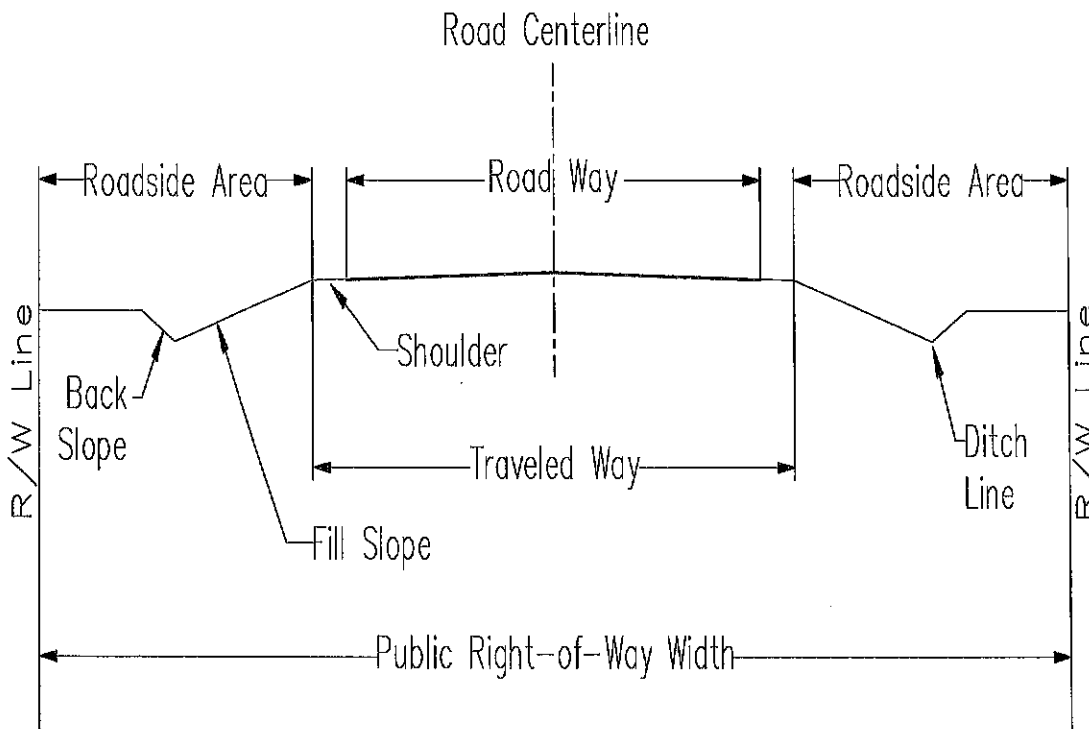 Road Centerline
Roadside Area
Road Way
Roadside Area
R/W Line
Shoulder
Back
Slope
Traveled Way
Ditch
Line
R/W Line
Fill Slope
Public Right-of-Way Width